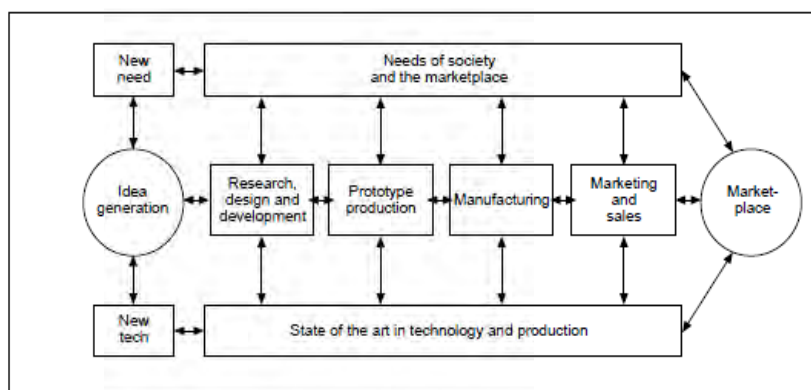 New
need
Needs of society
and the marketplace
Idea
generation
Research,
design and
development
Prototype
production
Manufacturing
Marketing
and
sales
Market-
place
New
tech
State of the art in technology and production